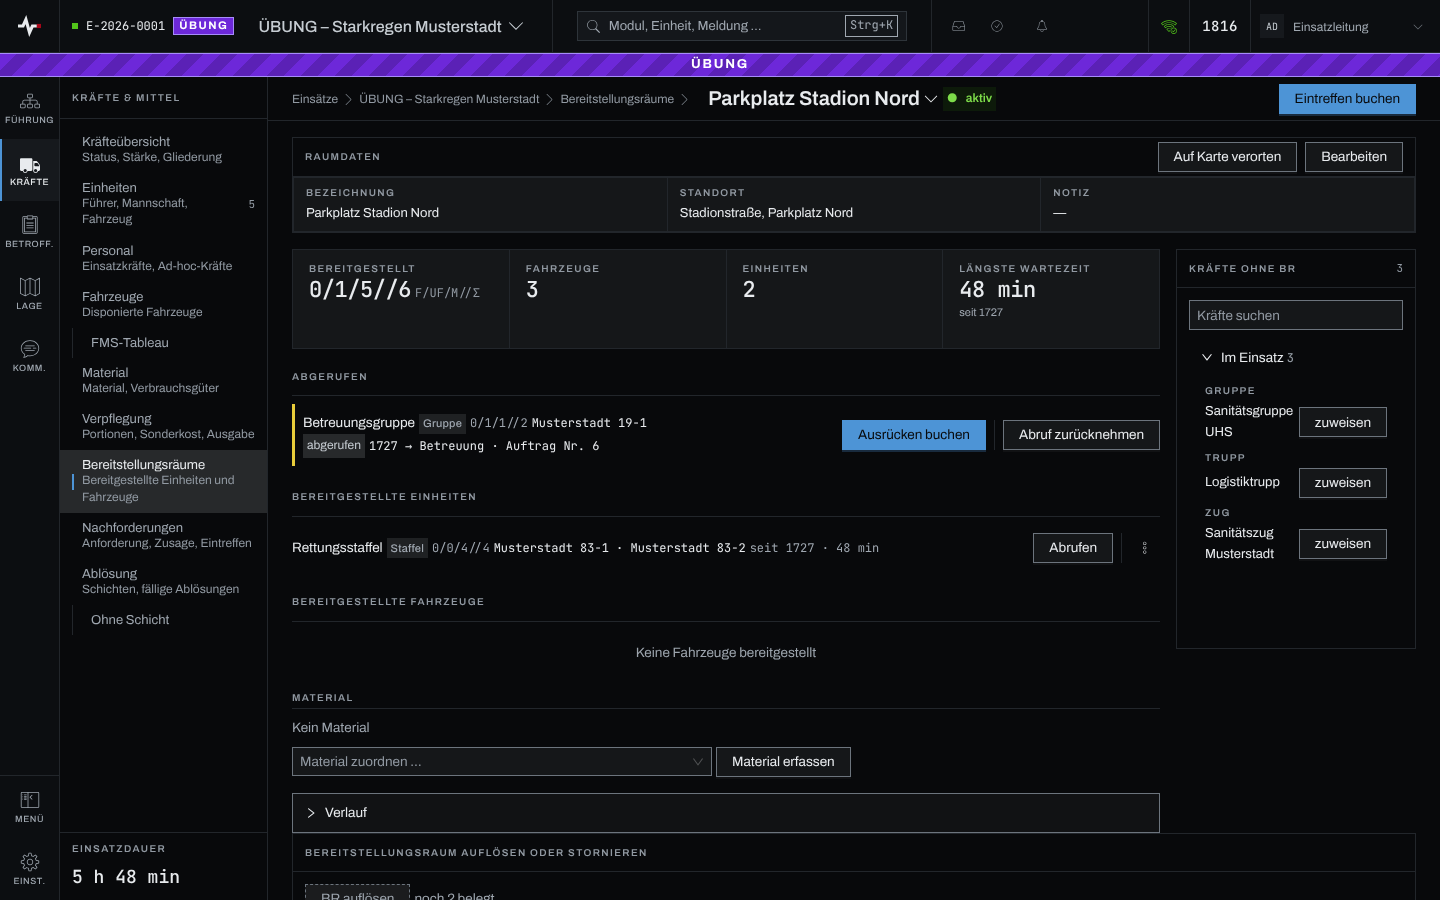 E-2026-0001 ÜBUNG ÜBUNG – Starkregen Musterstadt Modul, Einheit, Meldung ... Strg+K 1816 AD Einsatzleitung
ÜBUNG
FÜHRUNG
KRÄFTE
BETROFF.
LAGE
KOMM.
MENÜ
EINST.
KRÄFTE & MITTEL
Kräfteübersicht
Status, Stärke, Gliederung
Einheiten
Führer, Mannschaft,
Fahrzeug
5
Personal
Einsatzkräfte, Ad-hoc-Kräfte
Fahrzeuge
Disponierte Fahrzeuge
FMS-Tableau
Material
Material, Verbrauchsgüter
Verpflegung
Portionen, Sonderkost, Ausgabe
Bereitstellungsräume
Bereitgestellte Einheiten und
Fahrzeuge
Nachforderungen
Anforderung, Zusage, Eintreffen
Ablösung
Schichten, fällige Ablösungen
Ohne Schicht
EINSATZDAUER
5 h 48 min
Einsätze ÜBUNG – Starkregen Musterstadt Bereitstellungsräume Parkplatz Stadion Nord aktiv Eintreffen buchen
RAUMDATEN Auf Karte verorten Bearbeiten
BEZEICHNUNG STANDORT NOTIZ
Parkplatz Stadion Nord Stadionstraße, Parkplatz Nord —
BEREITGESTELLT FAHRZEUGE EINHEITEN LÄNGSTE WARTEZEIT
0/1/5//6 F/UF/M//Σ 3 2 48 min
seit 1727
ABGERUFEN
Betreuungsgruppe Gruppe 0/1/1//2 Musterstadt 19-1
abgerufen 1727 → Betreuung · Auftrag Nr. 6
Ausrücken buchen Abruf zurücknehmen
BEREITGESTELLTE EINHEITEN
Rettungsstaffel Staffel 0/0/4//4 Musterstadt 83-1 · Musterstadt 83-2 seit 1727 · 48 min Abrufen
BEREITGESTELLTE FAHRZEUGE
Keine Fahrzeuge bereitgestellt
MATERIAL
Kein Material
Material zuordnen ... Material erfassen
Verlauf
BEREITSTELLUNGSRAUM AUFLÖSEN ODER STORNIEREN
BR auflösen noch 2 belegt
KRÄFTE OHNE BR 3
Kräfte suchen
Im Einsatz 3
GRUPPE
Sanitätsgruppe
UHS
zuweisen
TRUPP
Logistiktrupp zuweisen
ZUG
Sanitätszug
Musterstadt
zuweisen